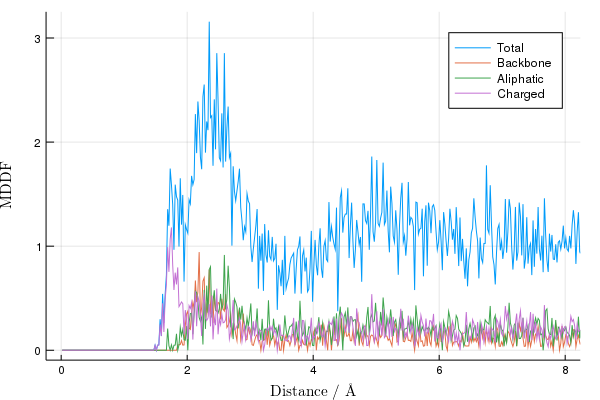 MDDF
3
2
1
0
Total
Backbone
Aliphatic
Charged
0 2 4 6 8
Distance / Å